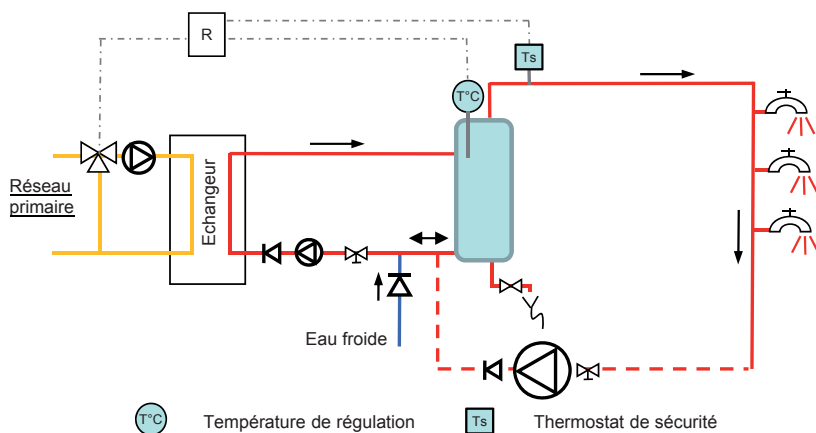 R
Ts
T°C
Réseau
primaire
Echangeur
Eau froide
T°C Température de régulation
Ts Thermostat de sécurité